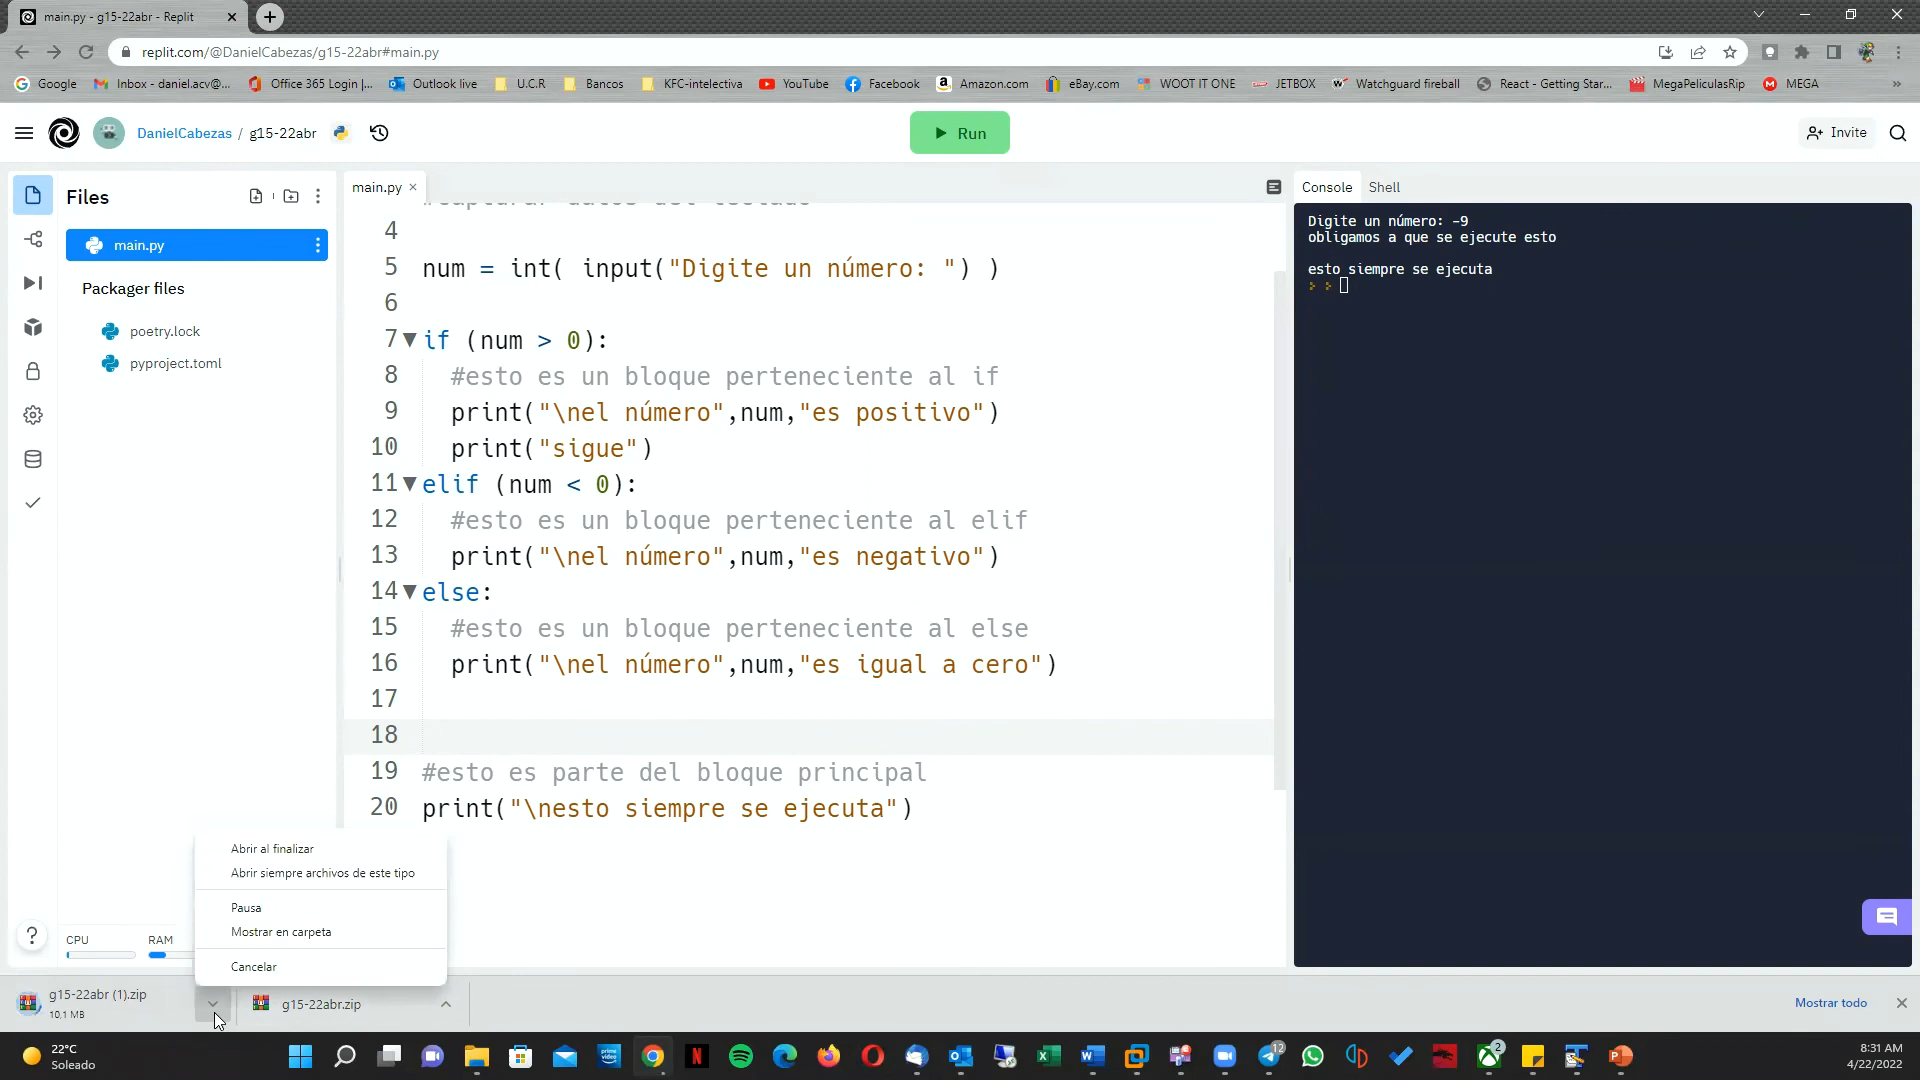 main.py - g15-22abr - Replit
replit.com/@DanielCabezas/g15-22abr#main.py
Google
Inbox - daniel.acv@...
Office 365 Login |...
Outlook live
U.C.R
Bancos
KFC-intelectiva
YouTube
Facebook
Amazon.com
eBay.com
WOOT IT ONE
JETBOX
Watchguard fireball
React - Getting Star...
MegaPeliculasRip
MEGA
DanielCabezas / g15-22abr
Run
Invite
Files
main.py
Packager files
poetry.lock
pyproject.toml
CPU
RAM
main.py
4
5 num = int( input("Digite un número: ") )
6
7 if (num > 0):
8 #esto es un bloque perteneciente al if
9 print("\nel número",num,"es positivo")
10 print("sigue")
11 elif (num < 0):
12 #esto es un bloque perteneciente al elif
13 print("\nel número",num,"es negativo")
14 else:
15 #esto es un bloque perteneciente al else
16 print("\nel número",num,"es igual a cero")
17
18
19 #esto es parte del bloque principal
20 print("\nesto siempre se ejecuta")
Console Shell
Digite un número: -9
obligamos a que se ejecute esto
esto siempre se ejecuta
Abrir al finalizar
Abrir siempre archivos de este tipo
Pausa
Mostrar en carpeta
Cancelar
g15-22abr (1).zip
10,1 MB
g15-22abr.zip
Mostrar todo
22°C
Soleado
12
2
8:31 AM
4/22/2022